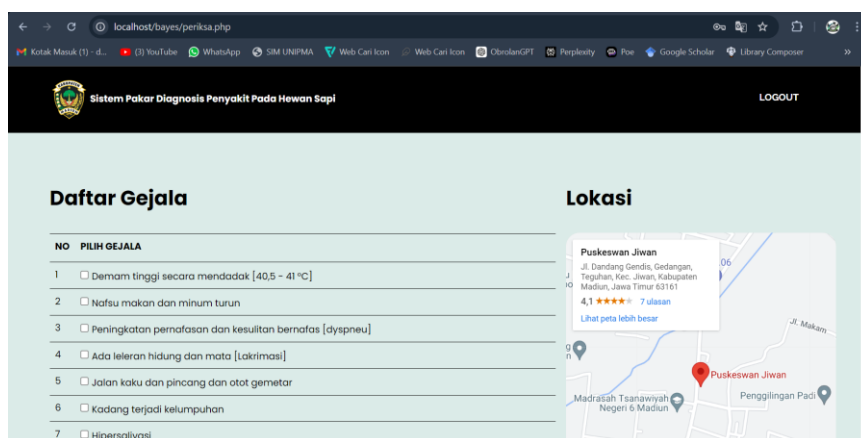 localhost/bayes/periksa.php
Kotak Masuk (1) - d...
(3) YouTube
WhatsApp
SIM UNIPMA
Web Cari Icon
Web Cari Icon
ObrolanGPT
Perplexity
Poe
Google Scholar
Library Composer
Sistem Pakar Diagnosis Penyakit Pada Hewan Sapi
LOGOUT
Daftar Gejala
NO PILIH GEJALA
1 Demam tinggi secara mendadak [40,5 - 41 ºC]
2 Nafsu makan dan minum turun
3 Peningkatan pernafasan dan kesulitan bernafas [dyspneu]
4 Ada leleran hidung dan mata [Lakrimasi]
5 Jalan kaku dan pincang dan otot gemetar
6 Kadang terjadi kelumpuhan
7 Hipersalivasi
Lokasi
Puskeswan Jiwan
Jl. Dandang Gendis, Gedangan,
Teguhan, Kec. Jiwan, Kabupaten
Madiun, Jawa Timur 63161
4,1 ★★★★★ 7 ulasan
Lihat peta lebih besar
06
Jl. Makam
Puskeswan Jiwan
Madrasah Tsanawiyah
Negeri 6 Madiun
Penggilingan Padi